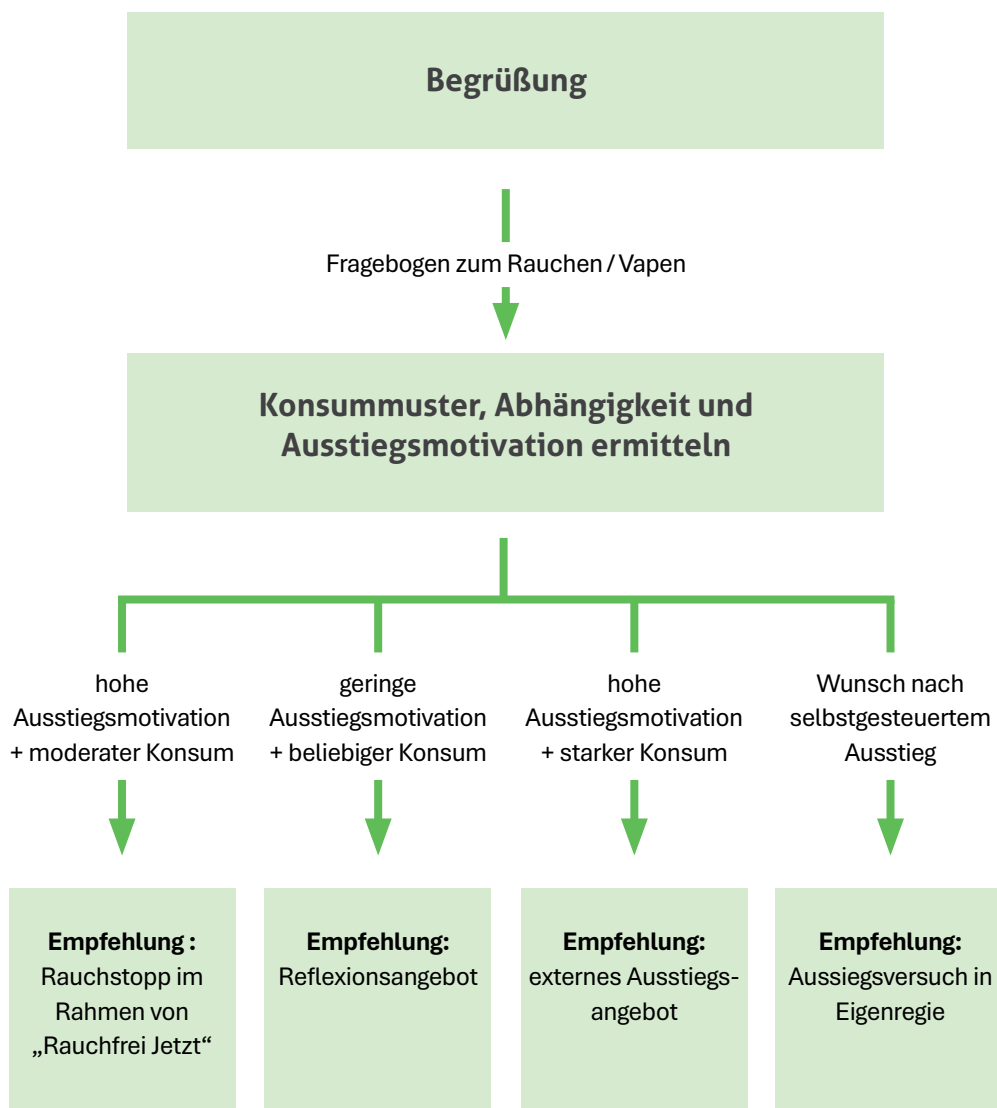 Begrüßung
Fragebogen zum Rauchen / Vapen
Konsummuster, Abhängigkeit und
Ausstiegsmotivation ermitteln
hohe
Ausstiegsmotivation
+ moderater Konsum
geringe
Ausstiegsmotivation
+ beliebiger Konsum
hohe
Ausstiegsmotivation
+ starker Konsum
Wunsch nach
selbstgesteuertem
Ausstieg
Empfehlung :
Rauchstopp im
Rahmen von
„Rauchfrei Jetzt“
Empfehlung:
Reflexionsangebot
Empfehlung:
externes Ausstiegs-
angebot
Empfehlung:
Aussiegsversuch in
Eigenregie